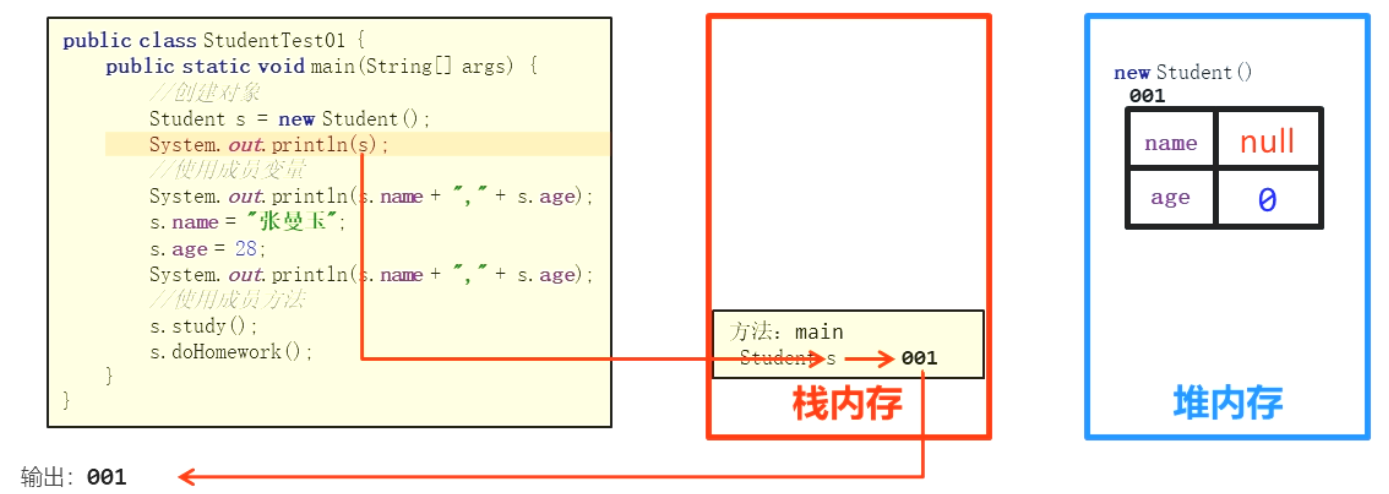 public class StudentTest01 {
public static void main(String[] args) {
//创建对象
Student s = new Student();
System.out.println(s);
//使用成员变量
System.out.println(s.name + "," + s.age);
s.name = "张曼玉";
s.age = 28;
System.out.println(s.name + "," + s.age);
//使用成员方法
s.study();
s.doHomework();
}
}
方法：main
Student s 001
栈内存
new Student()
001
name null
age 0
堆内存
输出：001